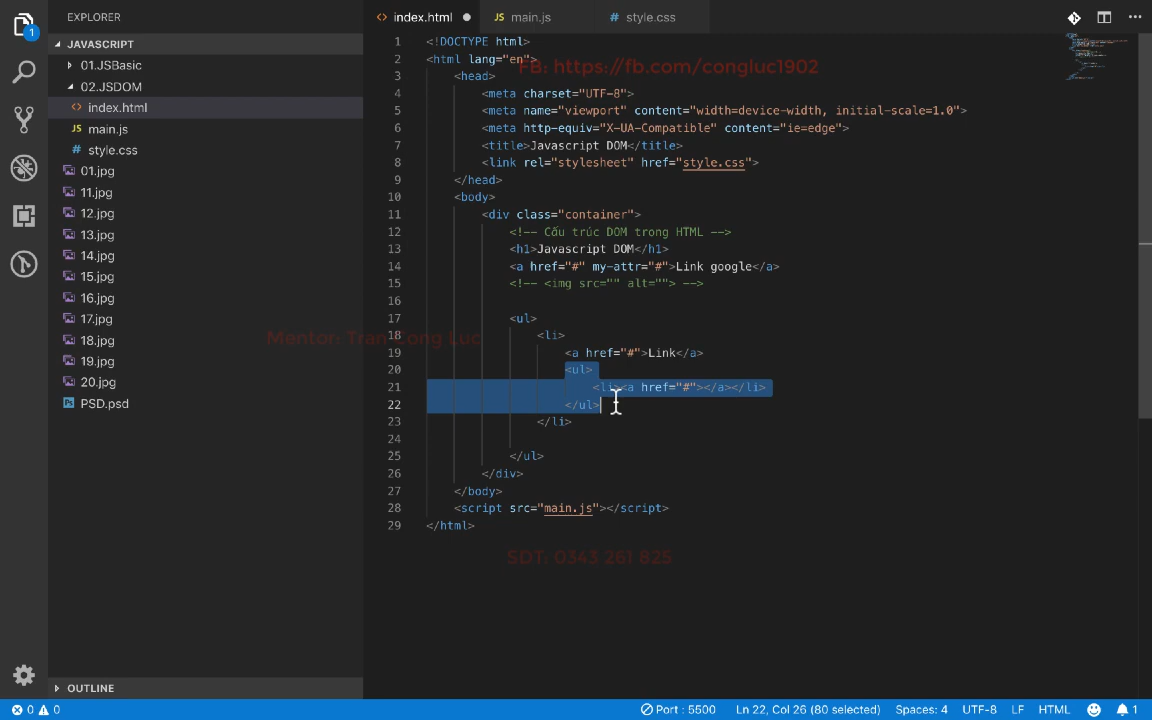 EXPLORER
index.html
main.js
style.css
JAVASCRIPT
01.JSBasic
02.JSDOM
index.html
main.js
style.css
01.jpg
11.jpg
12.jpg
13.jpg
14.jpg
15.jpg
16.jpg
17.jpg
18.jpg
19.jpg
20.jpg
PSD.psd
OUTLINE
1 <!DOCTYPE html>
2 <html lang="en">
3 <head>
4 <meta charset="UTF-8">
5 <meta name="viewport" content="width=device-width, initial-scale=1.0">
6 <meta http-equiv="X-UA-Compatible" content="ie=edge">
7 <title>Javascript DOM</title>
8 <link rel="stylesheet" href="style.css">
9 </head>
10 <body>
11 <div class="container">
12 <!-- Cấu trúc DOM trong HTML -->
13 <h1>Javascript DOM</h1>
14 <a href="#" my-attr="#">Link google</a>
15 <!-- <img src="" alt=""> -->
16
17 <ul>
18 <li>
19 <a href="#">Link</a>
20 <ul>
21 <li><a href="#"></a></li>
22 </ul>
23 </li>
24
25 </ul>
26 </div>
27 </body>
28 <script src="main.js"></script>
29 </html>
FB: https://fb.com/congluc1902
Mentor: Tran Cong Luc
SDT: 0343 261 825
1
0 0
Port : 5500
Ln 22, Col 26 (80 selected)
Spaces: 4
UTF-8
LF
HTML
1